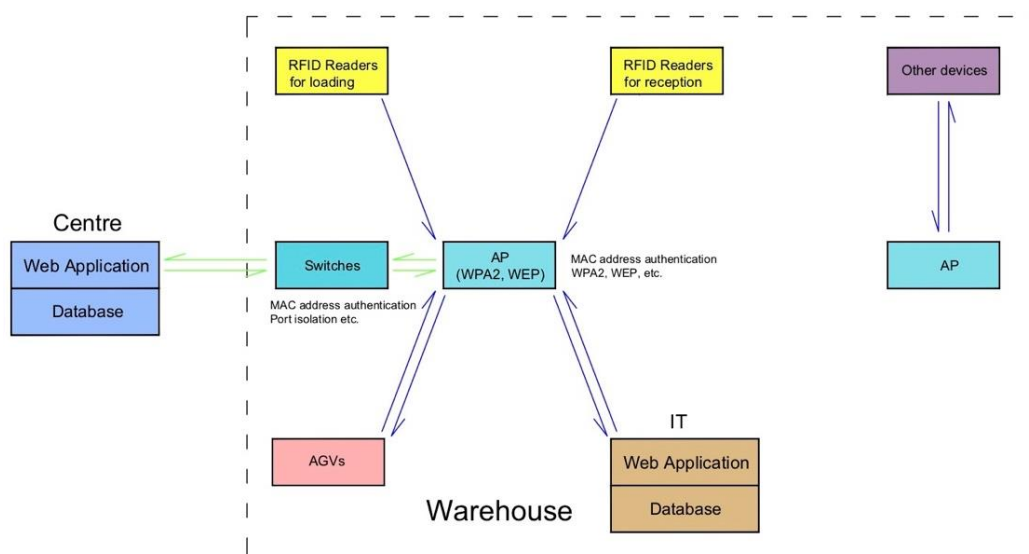 RFID Readers
for loading
RFID Readers
for reception
Other devices
Centre
Web Application
Database
Switches
MAC address authentication
Port isolation etc.
AP
(WPA2, WEP)
MAC address authentication
WPA2, WEP, etc.
AP
AGVs
IT
Web Application
Database
Warehouse